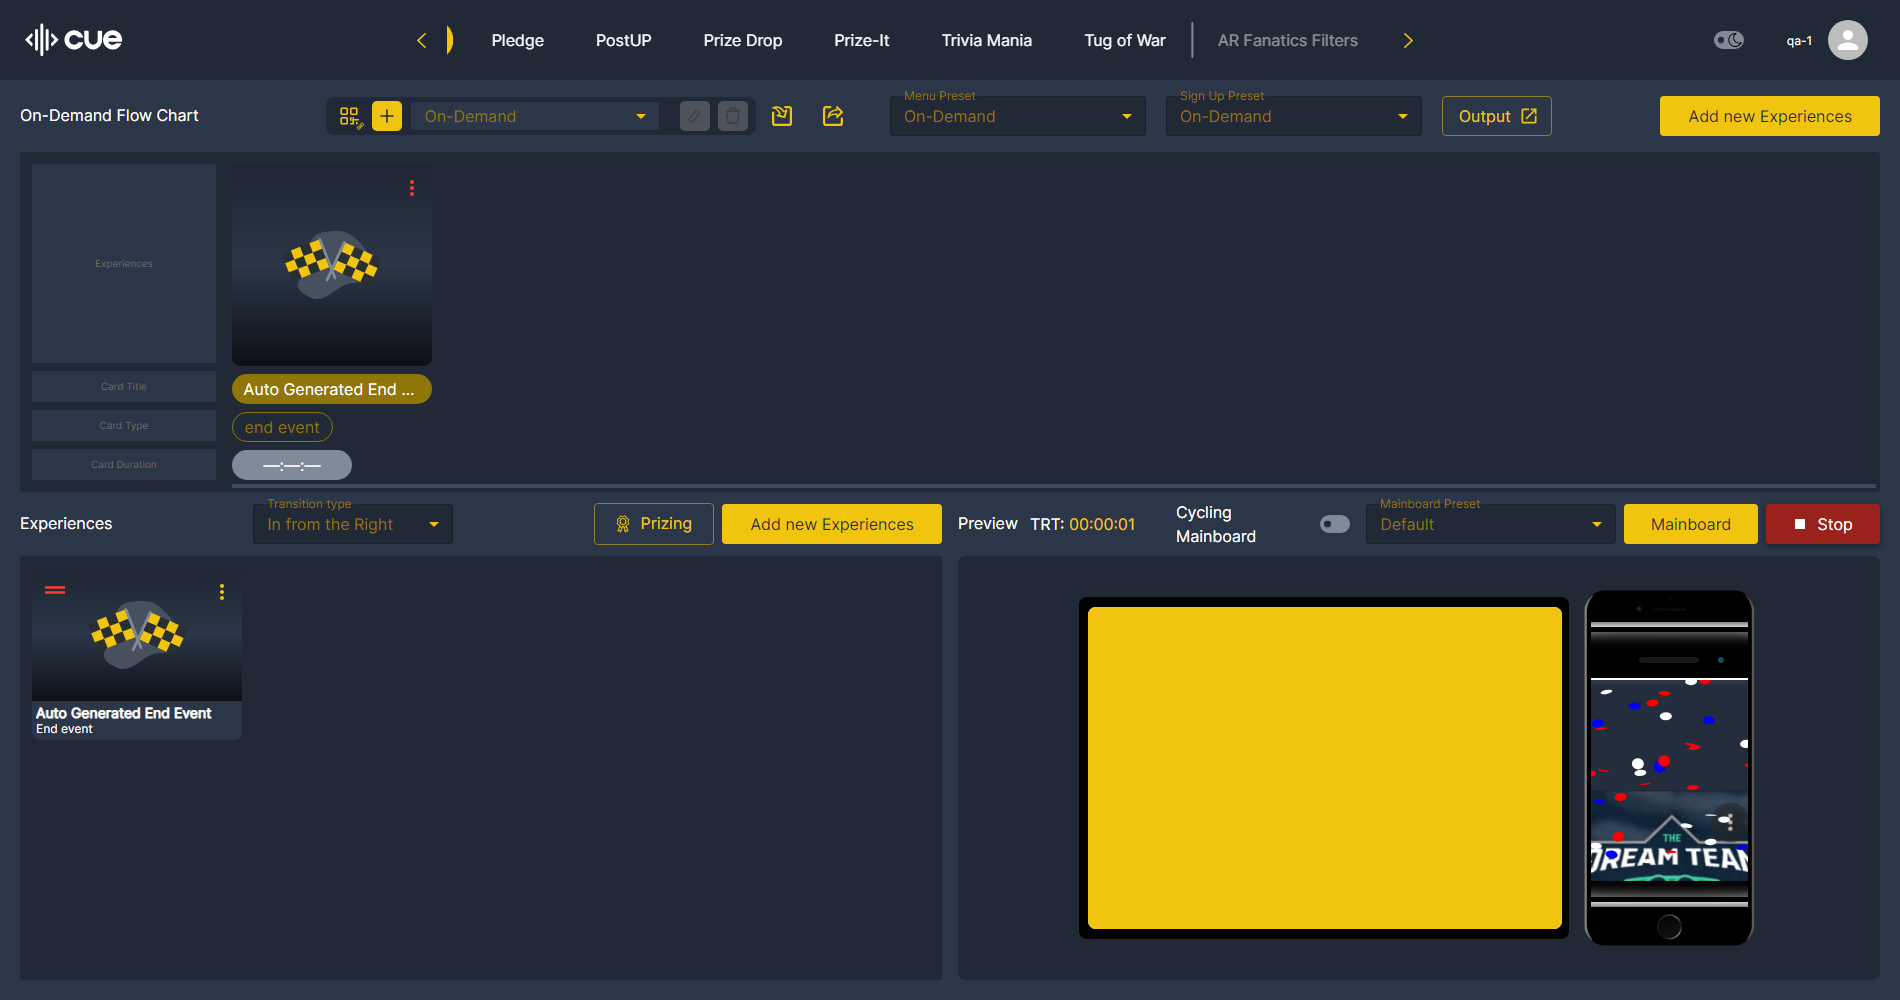 cue
Pledge
PostUP
Prize Drop
Prize-It
Trivia Mania
Tug of War
AR Fanatics Filters
qa-1
On-Demand Flow Chart
On-Demand
Menu Preset
On-Demand
Sign Up Preset
On-Demand
Output
Add new Experiences
Experiences
Card Title
Card Type
Card Duration
Auto Generated End ...
end event
—:—:—
Experiences
Transition type
In from the Right
Prizing
Add new Experiences
Preview
TRT: 00:00:01
Cycling
Mainboard
Mainboard Preset
Default
Mainboard
Stop
Auto Generated End Event
End event
THE
DREAM TEAM